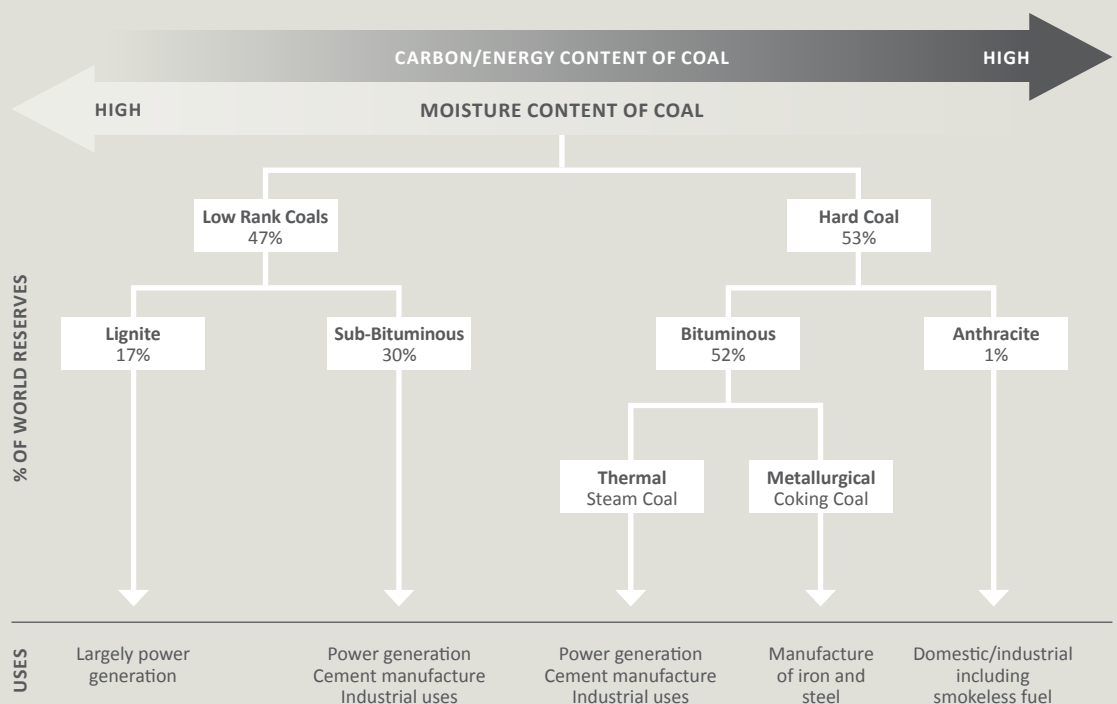 CARBON/ENERGY CONTENT OF COAL
HIGH
HIGH
MOISTURE CONTENT OF COAL
% OF WORLD RESERVES
Low Rank Coals
47%
Hard Coal
53%
Lignite
17%
Sub-Bituminous
30%
Bituminous
52%
Anthracite
1%
Thermal
Steam Coal
Metallurgical
Coking Coal
USES
Largely power
generation
Power generation
Cement manufacture
Industrial uses
Power generation
Cement manufacture
Industrial uses
Manufacture
of iron and
steel
Domestic/industrial
including
smokeless fuel